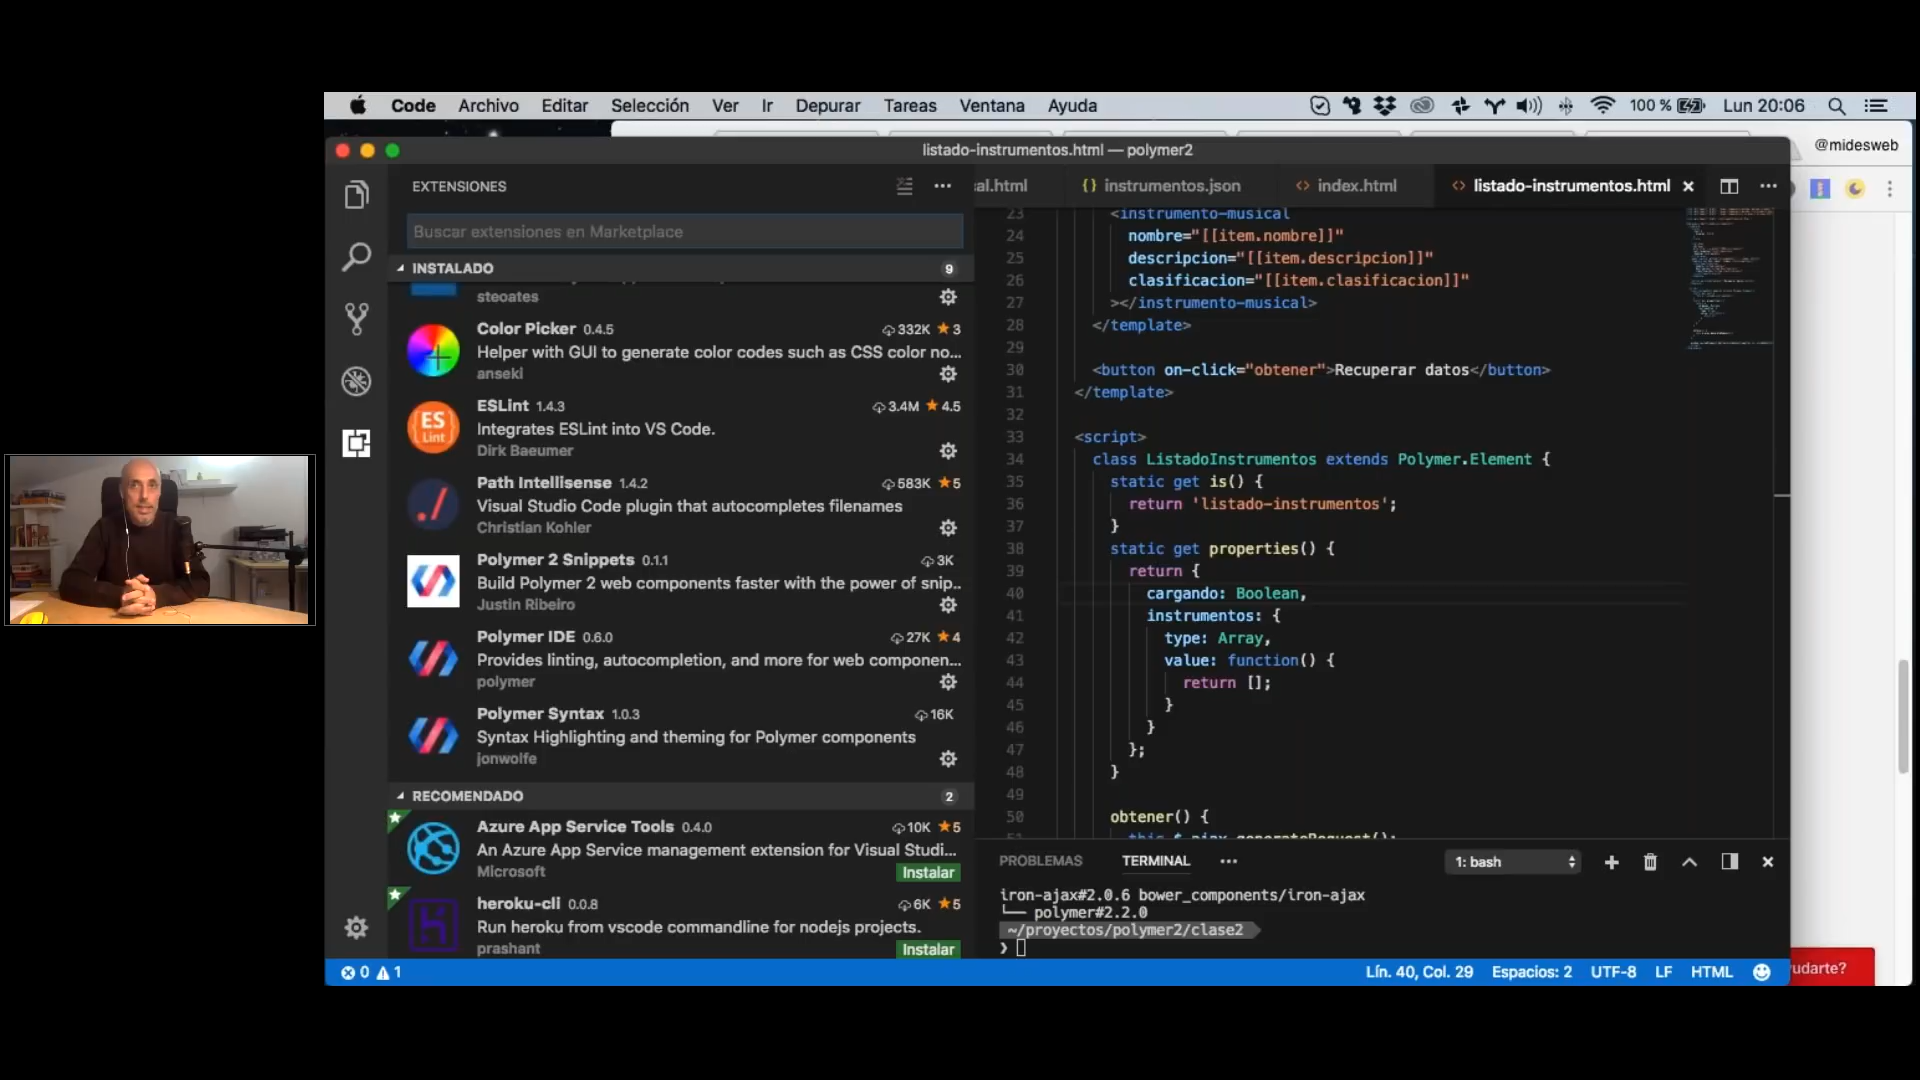 Code Archivo Editar Selección Ver Ir Depurar Tareas Ventana Ayuda 100 % Lun 20:06
@midesweb
listado-instrumentos.html — polymer2
EXTENSIONES
Buscar extensiones en Marketplace
INSTALADO 9
steoates
Color Picker 0.4.5 332K 3
Helper with GUI to generate color codes such as CSS color no...
anseki
ESLint 1.4.3 3.4M 4.5
Integrates ESLint into VS Code.
Dirk Baeumer
Path Intellisense 1.4.2 583K 5
Visual Studio Code plugin that autocompletes filenames
Christian Kohler
Polymer 2 Snippets 0.1.1 3K
Build Polymer 2 web components faster with the power of snip...
Justin Ribeiro
Polymer IDE 0.6.0 27K 4
Provides linting, autocompletion, and more for web componen...
polymer
Polymer Syntax 1.0.3 16K
Syntax Highlighting and theming for Polymer components
jonwolfe
RECOMENDADO 2
Azure App Service Tools 0.4.0 10K 5
An Azure App Service management extension for Visual Studi...
Microsoft Instalar
heroku-cli 0.0.8 6K 5
Run heroku from vscode commandline for nodejs projects.
prashant Instalar
al.html {} instrumentos.json <> index.html <> listado-instrumentos.html
23 <instrumento-musical
24 nombre="[[item.nombre]]"
25 descripcion="[[item.descripcion]]"
26 clasificacion="[[item.clasificacion]]"
27 ></instrumento-musical>
28 </template>
29
30 <button on-click="obtener">Recuperar datos</button>
31 </template>
32
33 <script>
34 class ListadoInstrumentos extends Polymer.Element {
35 static get is() {
36 return 'listado-instrumentos';
37 }
38 static get properties() {
39 return {
40 cargando: Boolean,
41 instrumentos: {
42 type: Array,
43 value: function() {
44 return [];
45 }
46 }
47 };
48 }
49
50 obtener() {
51 this.$.ajax.generateRequest();
PROBLEMAS TERMINAL 1: bash
iron-ajax#2.0.6 bower_components/iron-ajax
└── polymer#2.2.0
~/proyectos/polymer2/clase2
❯
0 1 Lín. 40, Col. 29 Espacios: 2 UTF-8 LF HTML
udarte?
ES
Lint